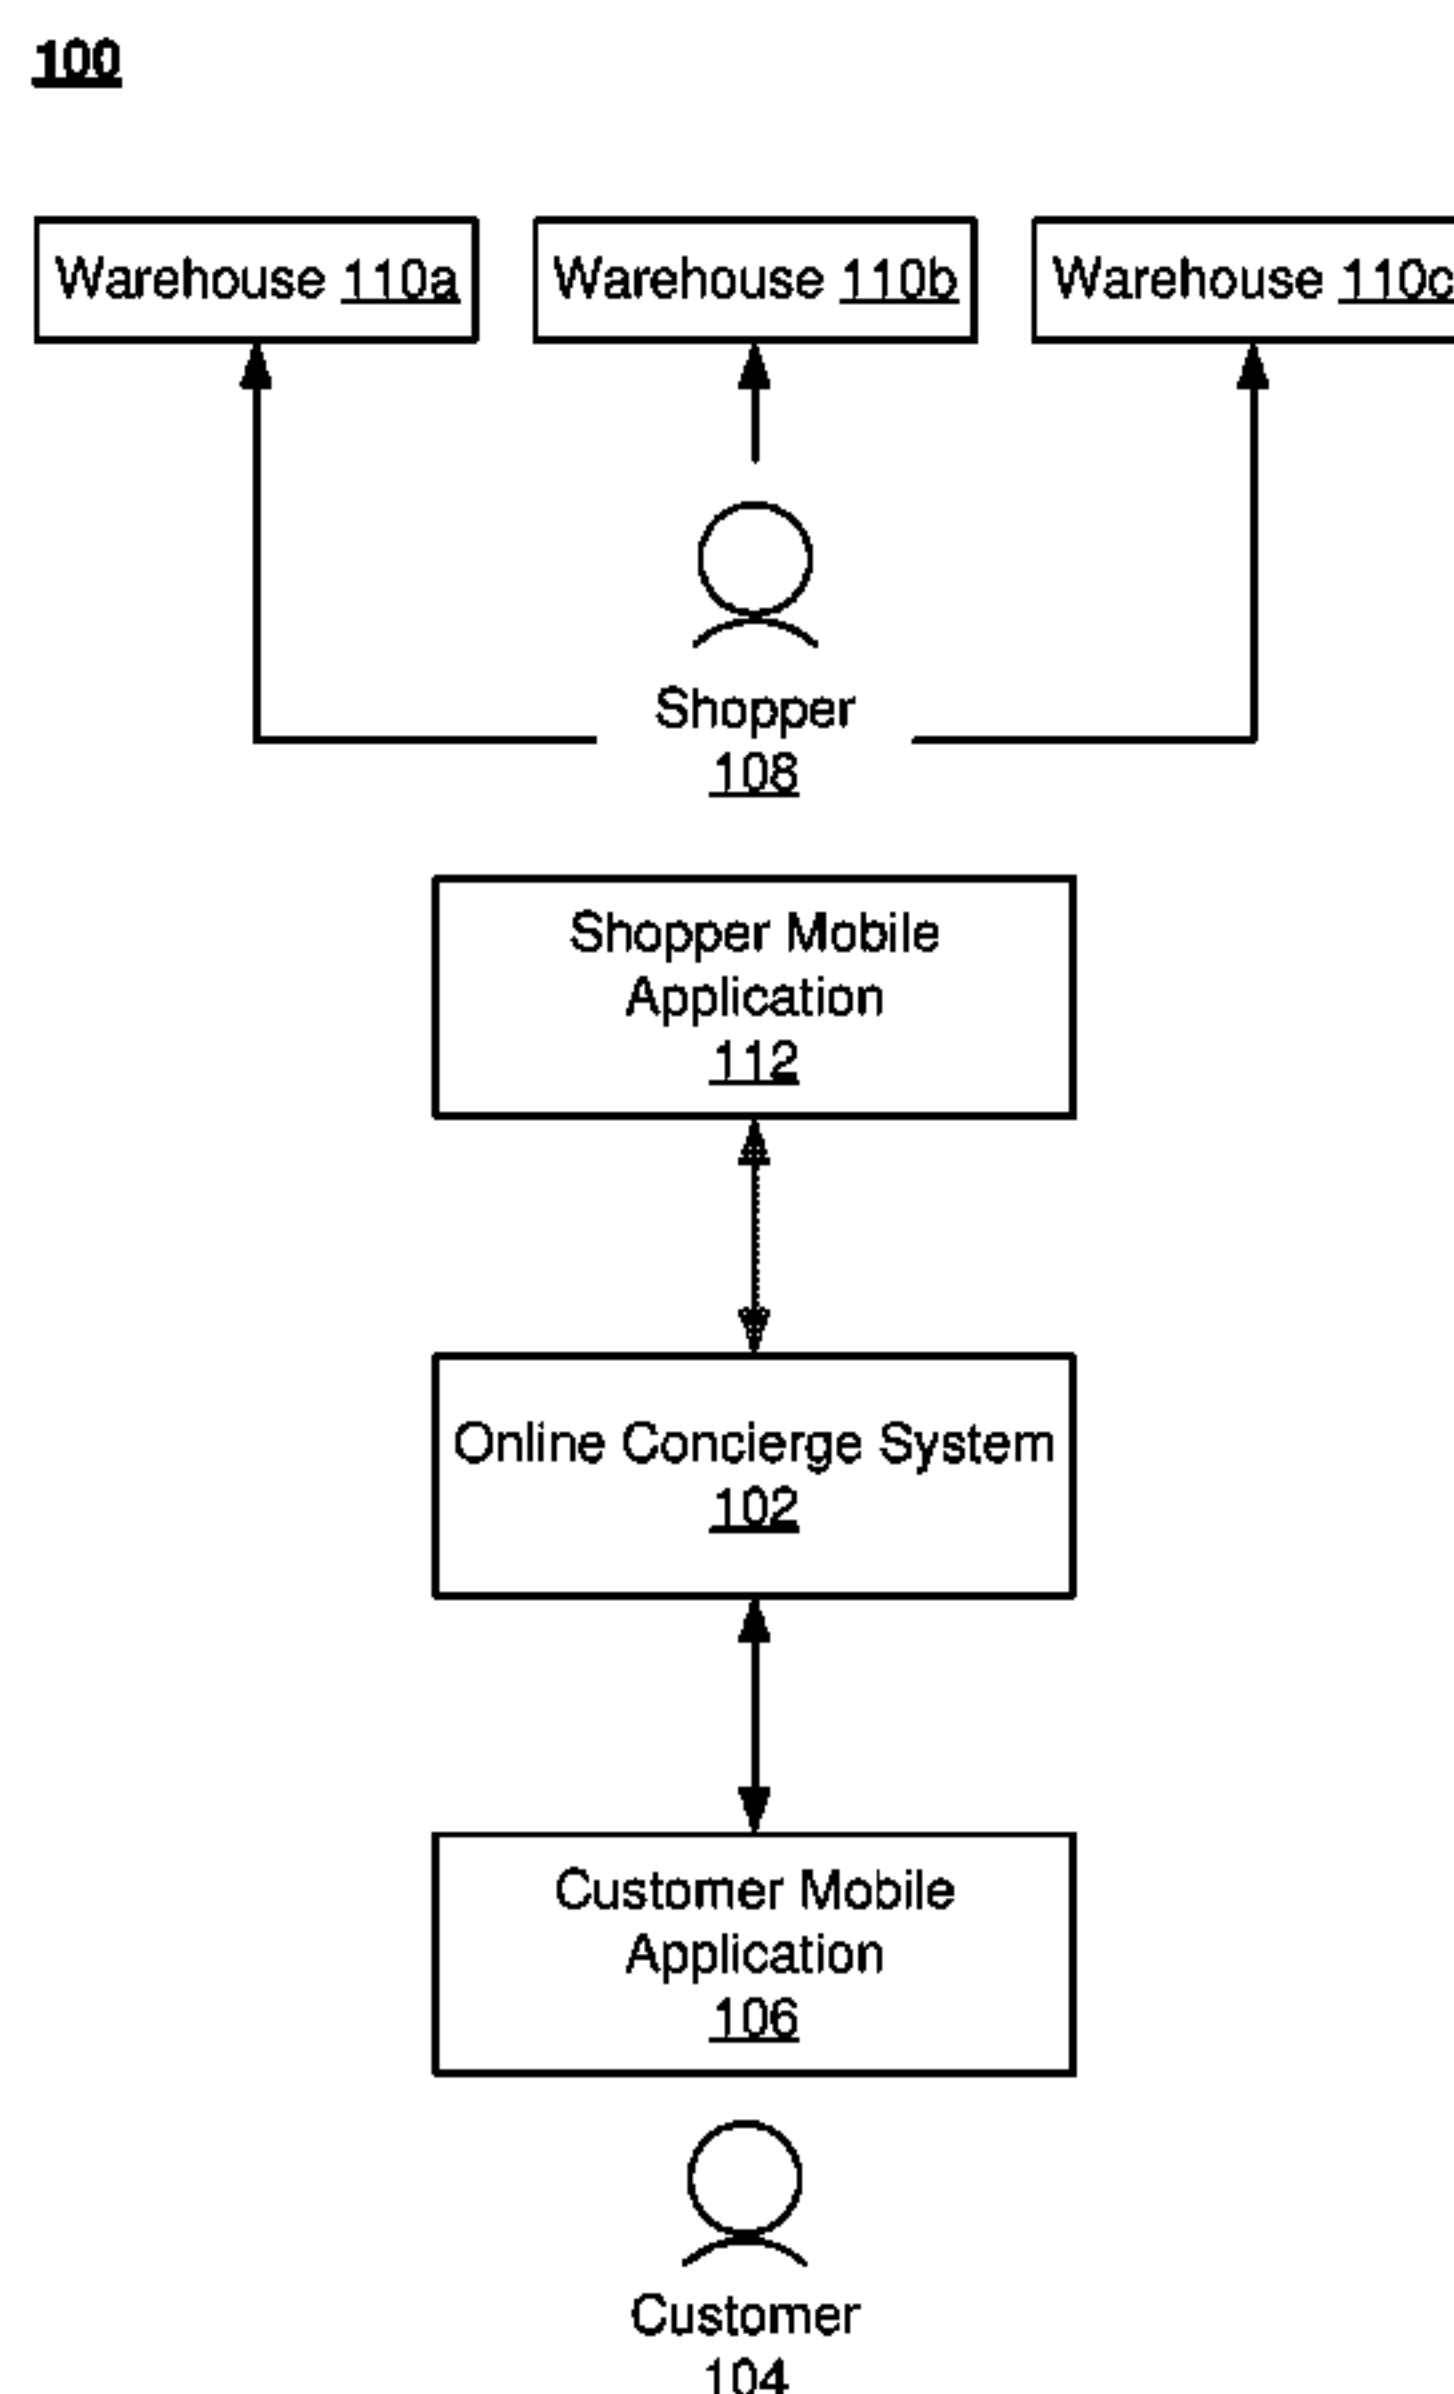 100
Warehouse 110a
Warehouse 110b
Warehouse 110c
Shopper
108
Shopper Mobile
Application
112
Online Concierge System
102
Customer Mobile
Application
106
Customer
104